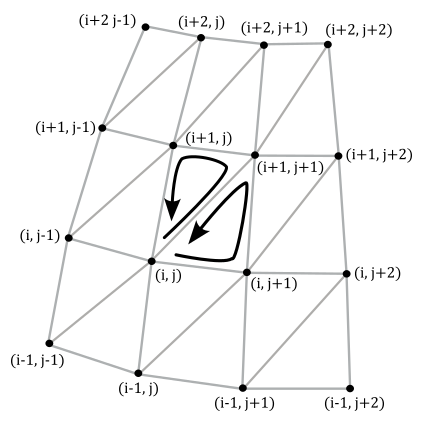 (i+2 j-1)
(i+2, j)
(i+2, j+1)
(i+2, j+2)
(i+1, j-1)
(i+1, j)
(i+1, j+1)
(i+1, j+2)
(i, j-1)
(i, j)
(i, j+1)
(i, j+2)
(i-1, j-1)
(i-1, j)
(i-1, j+1)
(i-1, j+2)